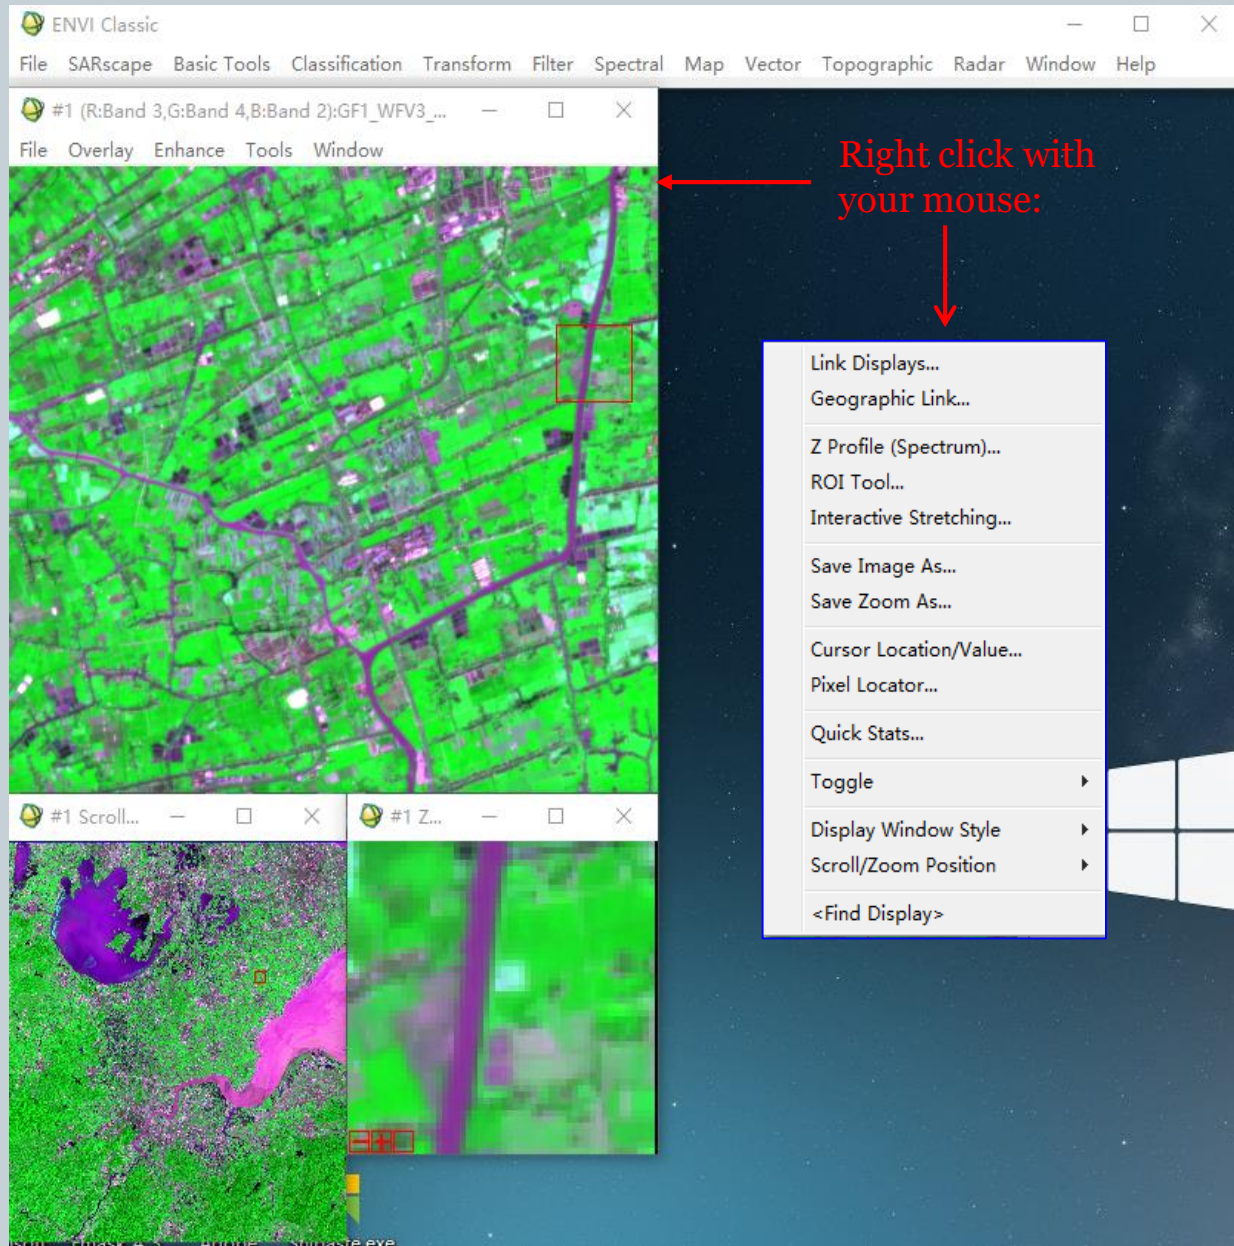 ENVI Classic
File SARscape Basic Tools Classification Transform Filter Spectral Map Vector Topographic Radar Window Help
#1 (R:Band 3,G:Band 4,B:Band 2):GF1_WFV3_...
File Overlay Enhance Tools Window
Right click with
your mouse:
Link Displays...
Geographic Link...
Z Profile (Spectrum)...
ROI Tool...
Interactive Stretching...
Save Image As...
Save Zoom As...
Cursor Location/Value...
Pixel Locator...
Quick Stats...
Toggle
Display Window Style
Scroll/Zoom Position
<Find Display>
#1 Scroll...
#1 Z...